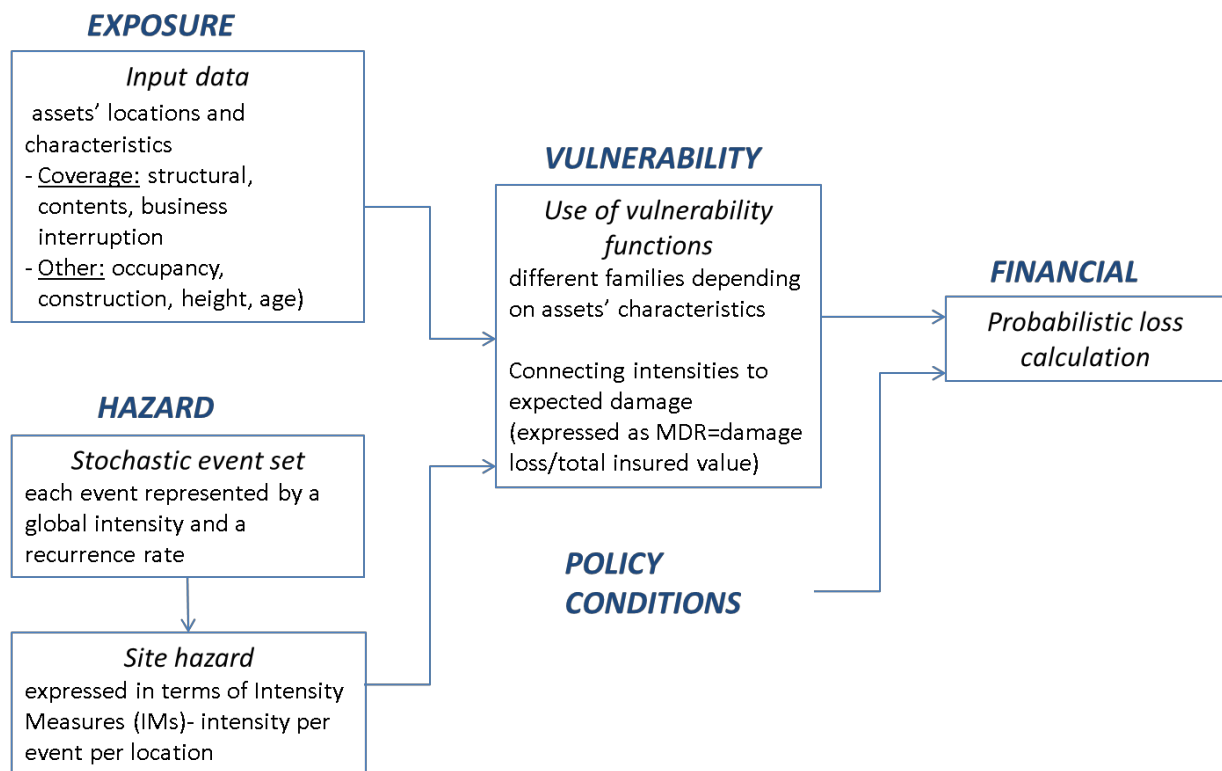 EXPOSURE
Input data
assets’ locations and
characteristics
- Coverage: structural,
contents, business
interruption
- Other: occupancy,
construction, height, age)
HAZARD
Stochastic event set
each event represented by a
global intensity and a
recurrence rate
Site hazard
expressed in terms of Intensity
Measures (IMs)- intensity per
event per location
VULNERABILITY
Use of vulnerability
functions
different families depending
on assets’ characteristics
Connecting intensities to
expected damage
(expressed as MDR=damage
loss/total insured value)
POLICY
CONDITIONS
FINANCIAL
Probabilistic loss
calculation